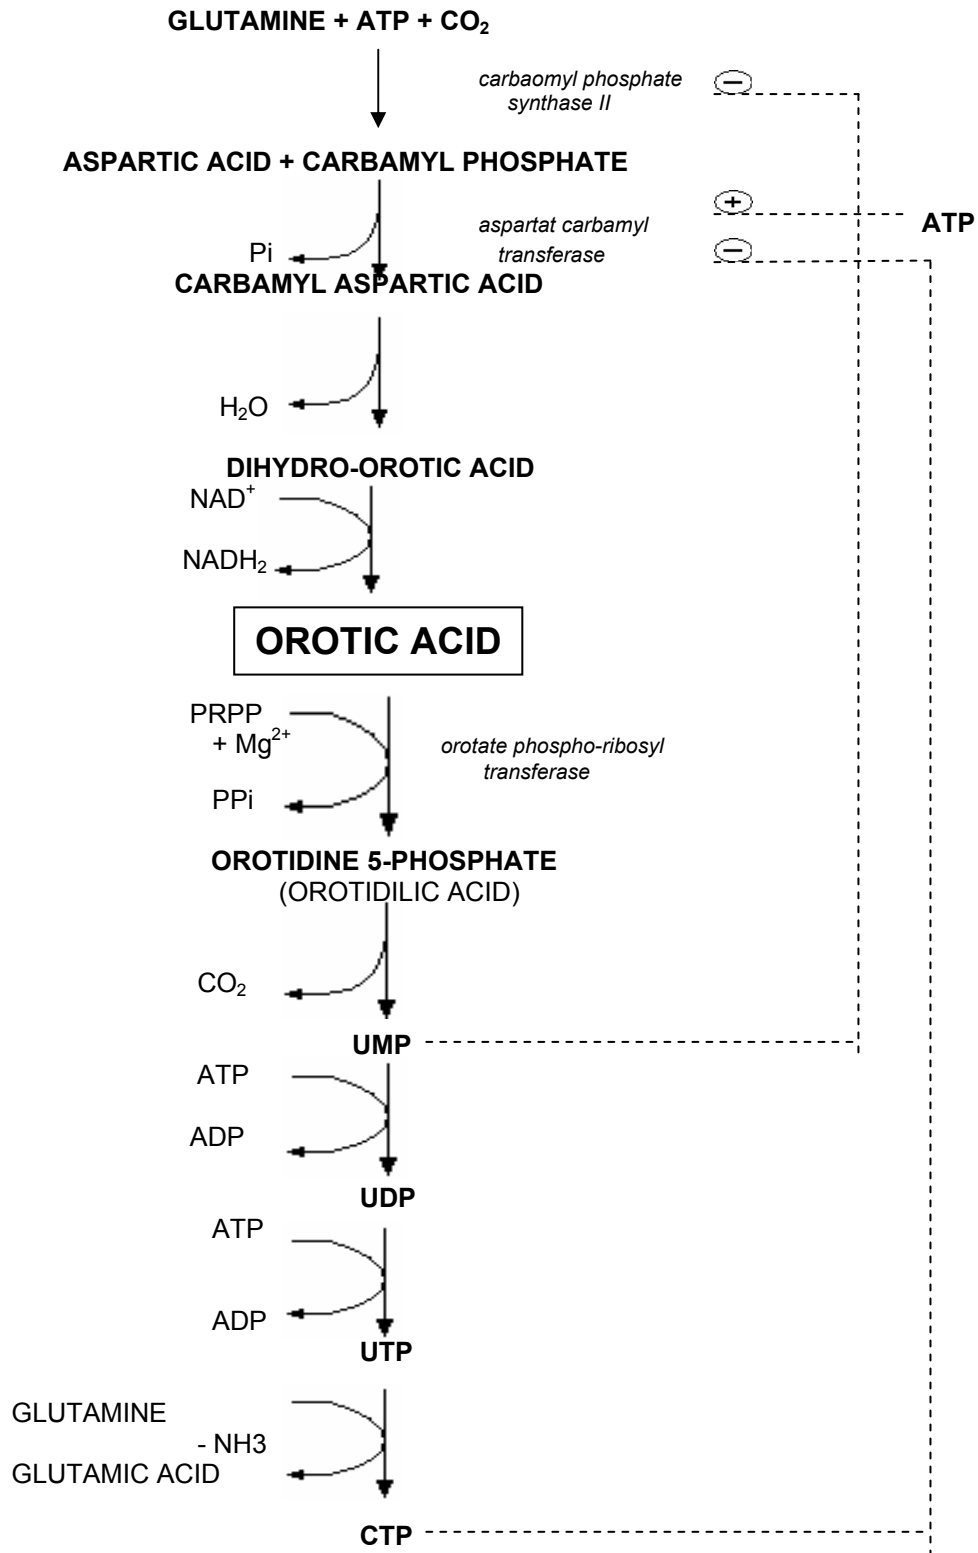 GLUTAMINE + ATP + CO₂
carbaomyl phosphate
synthase II
−
ASPARTIC ACID + CARBAMYL PHOSPHATE
+
ATP
aspartat carbamyl
transferase
−
Pi
CARBAMYL ASPARTIC ACID
H₂O
DIHYDRO-OROTIC ACID
NAD⁺
NADH₂
OROTIC ACID
PRPP
+ Mg²⁺
orotate phospho-ribosyl
transferase
PPi
OROTIDINE 5-PHOSPHATE
(OROTIDILIC ACID)
CO₂
UMP
ATP
ADP
UDP
ATP
ADP
UTP
GLUTAMINE
- NH3
GLUTAMIC ACID
CTP